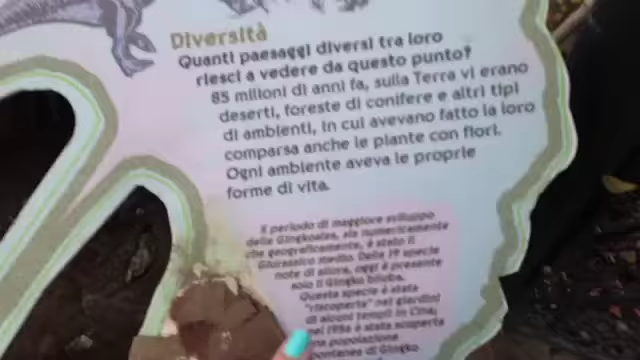 Diversità
Quanti paesaggi diversi tra loro
riesci a vedere da questo punto?
85 milioni di anni fa, sulla Terra vi erano
deserti, foreste di conifere e altri tipi
di ambienti, in cui avevano fatto la loro
comparsa anche le piante con fiori.
Ogni ambiente aveva le proprie
forme di vita.
Il periodo di maggiore sviluppo
delle Gingkoales, sia numericamente
che geograficamente, è stato il
Giurassico medio. Delle 19 specie
note di allora, oggi è presente
solo il Gingko biloba.
Questa specie è stata
"riscoperta" nei giardini
di alcuni templi in Cina,
nel 1956 è stata scoperta
popolazione
spontanea di Gingko